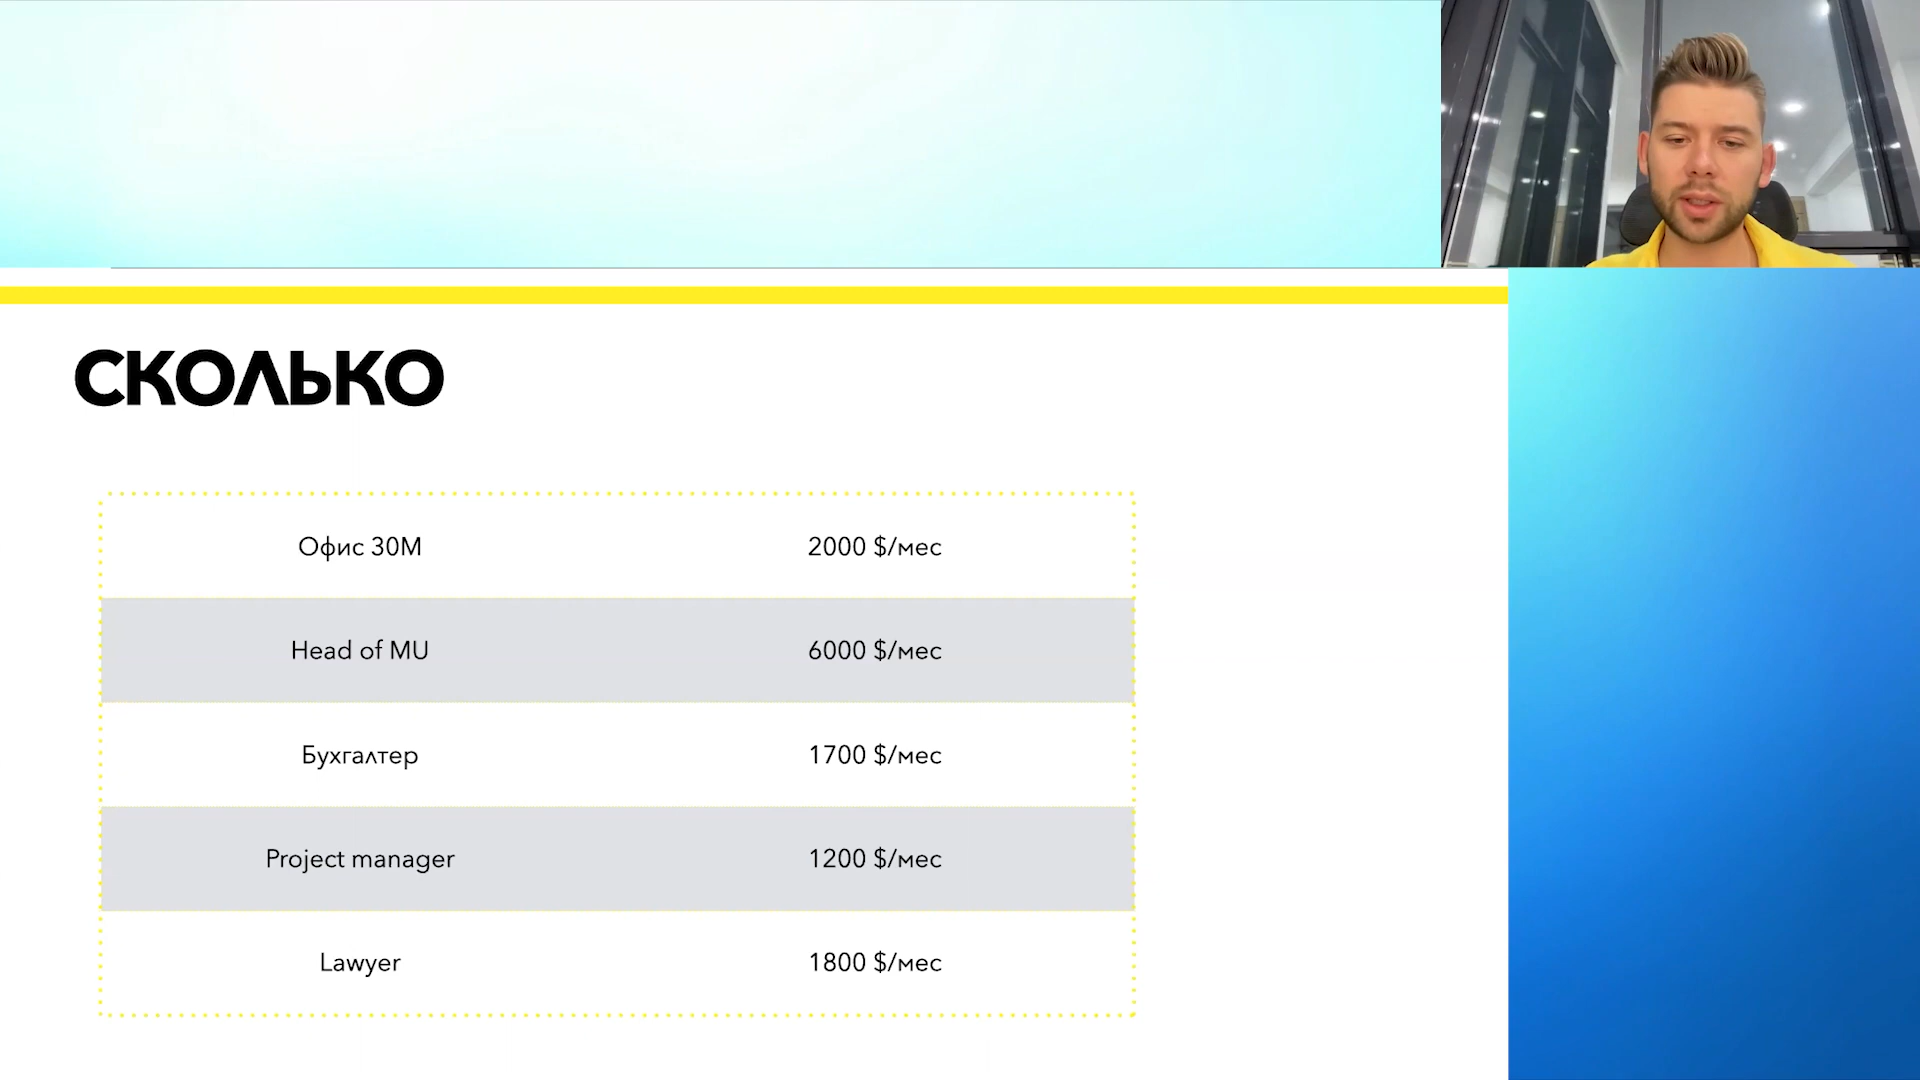 СКОЛЬКО
Офис 30М 2000 $/мес
Head of MU 6000 $/мес
Бухгалтер 1700 $/мес
Project manager 1200 $/мес
Lawyer 1800 $/мес